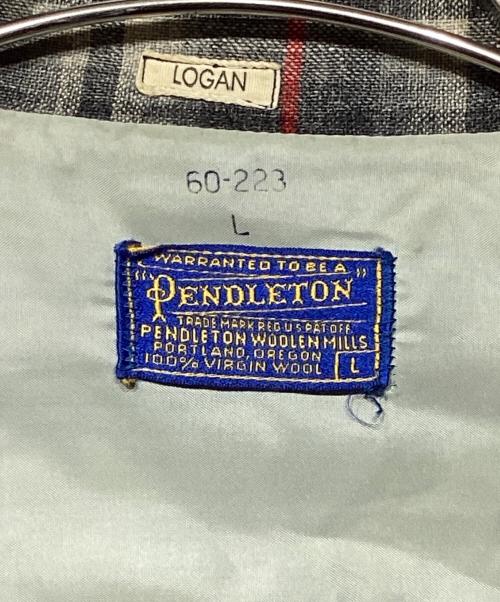 LOGAN
60-223
L
WARRANTED TO BE A
"PENDLETON"
TRADE MARK REG US PAT OFF.
PENDLETON WOOLEN MILLS
PORTLAND, OREGON
100% VIRGIN WOOL L